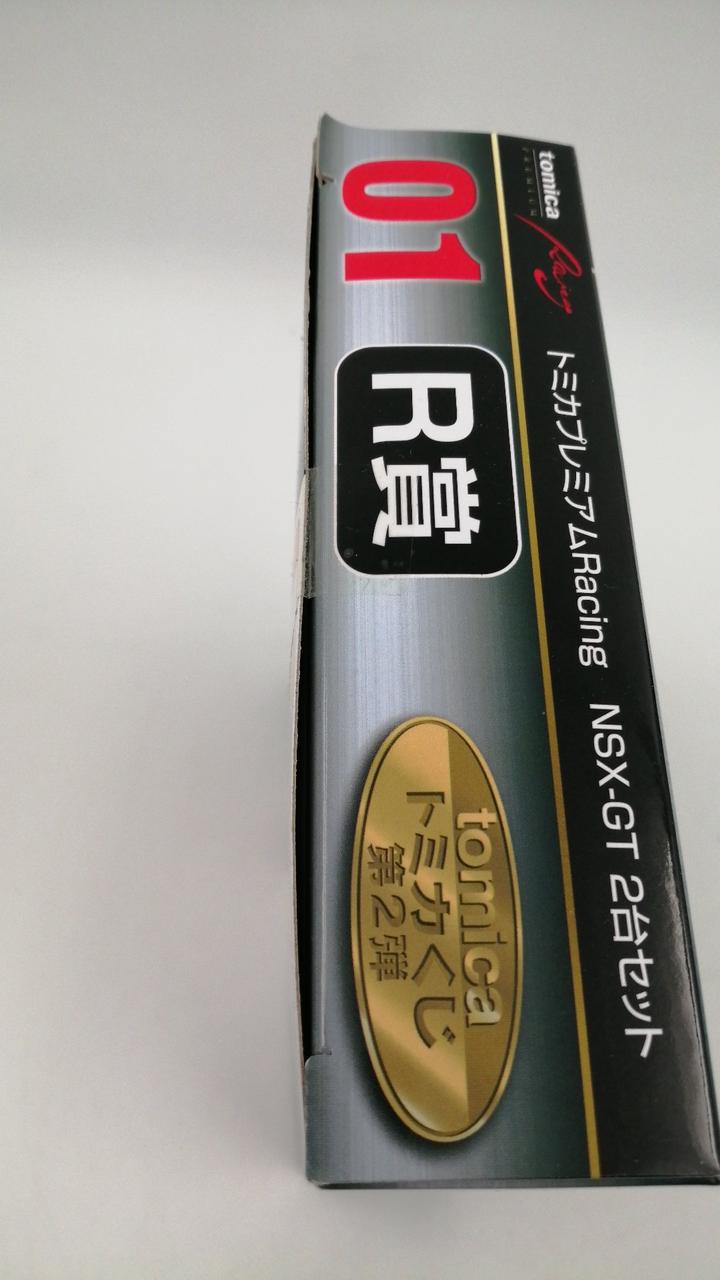 tomica
PREMIUM
Racing
トミカプレミアムRacing NSX-GT 2台セット
01
R賞
tomica
トミカくじ
第2弾